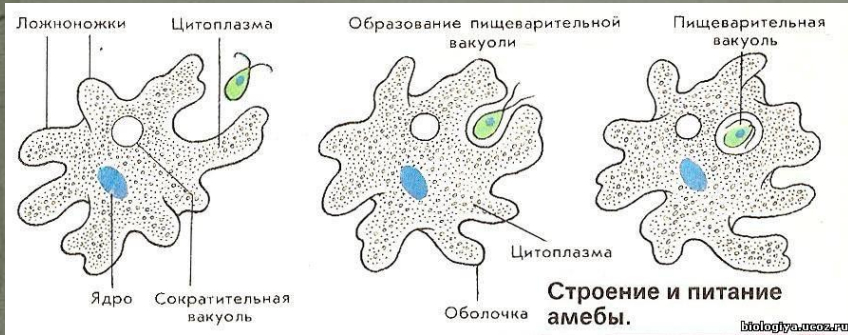 Ложноножки
Цитоплазма
Образование пищеварительной
вакуоли
Пищеварительная
вакуоль
Ядро
Сократительная
вакуоль
Цитоплазма
Оболочка
Строение и питание
амебы.
biologiya.ucoz.ru